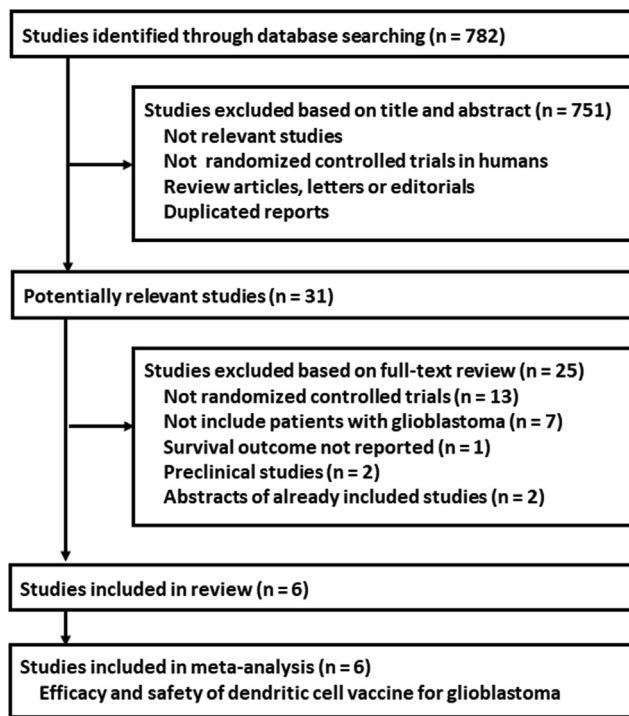 Studies identified through database searching (n = 782)
Studies excluded based on title and abstract (n = 751)
Not relevant studies
Not randomized controlled trials in humans
Review articles, letters or editorials
Duplicated reports
Potentially relevant studies (n = 31)
Studies excluded based on full-text review (n = 25)
Not randomized controlled trials (n = 13)
Not include patients with glioblastoma (n = 7)
Survival outcome not reported (n = 1)
Preclinical studies (n = 2)
Abstracts of already included studies (n = 2)
Studies included in review (n = 6)
Studies included in meta-analysis (n = 6)
Efficacy and safety of dendritic cell vaccine for glioblastoma